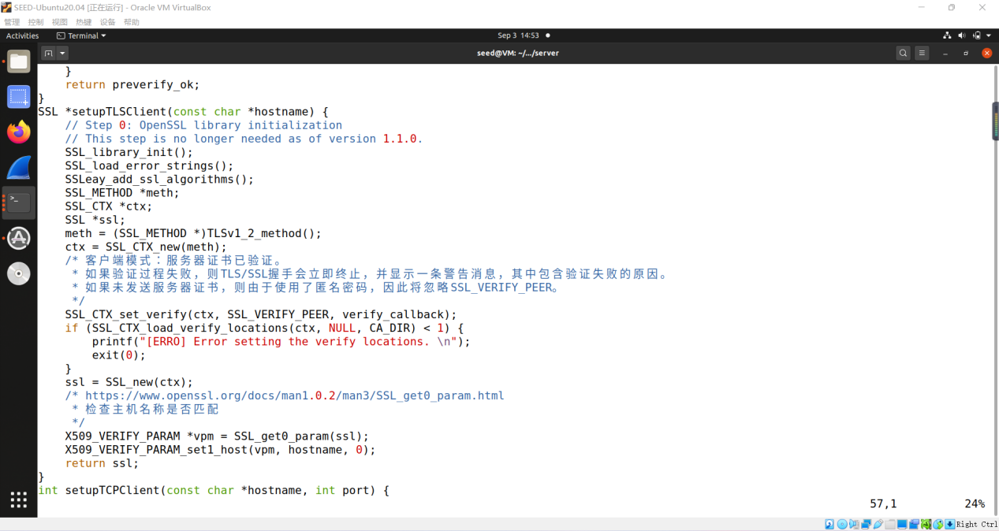 SEED-Ubuntu20.04 [正在运行] - Oracle VM VirtualBox
管理 控制 视图 热键 设备 帮助
Activities Terminal Sep 3 14:53
seed@VM: ~/.../server
    }
    return preverify_ok;
}
SSL *setupTLSClient(const char *hostname) {
    // Step 0: OpenSSL library initialization
    // This step is no longer needed as of version 1.1.0.
    SSL_library_init();
    SSL_load_error_strings();
    SSLeay_add_ssl_algorithms();
    SSL_METHOD *meth;
    SSL_CTX *ctx;
    SSL *ssl;
    meth = (SSL_METHOD *)TLSv1_2_method();
    ctx = SSL_CTX_new(meth);
    /* 客户端模式：服务器证书已验证。
     * 如果验证过程失败，则TLS/SSL握手会立即终止，并显示一条警告消息，其中包含验证失败的原因。
     * 如果未发送服务器证书，则由于使用了匿名密码，因此将忽略SSL_VERIFY_PEER。
     */
    SSL_CTX_set_verify(ctx, SSL_VERIFY_PEER, verify_callback);
    if (SSL_CTX_load_verify_locations(ctx, NULL, CA_DIR) < 1) {
        printf("[ERRO] Error setting the verify locations. \n");
        exit(0);
    }
    ssl = SSL_new(ctx);
    /* https://www.openssl.org/docs/man1.0.2/man3/SSL_get0_param.html
     * 检查主机名称是否匹配
     */
    X509_VERIFY_PARAM *vpm = SSL_get0_param(ssl);
    X509_VERIFY_PARAM_set1_host(vpm, hostname, 0);
    return ssl;
}
int setupTCPClient(const char *hostname, int port) {
57,1 24%
Right Ctrl